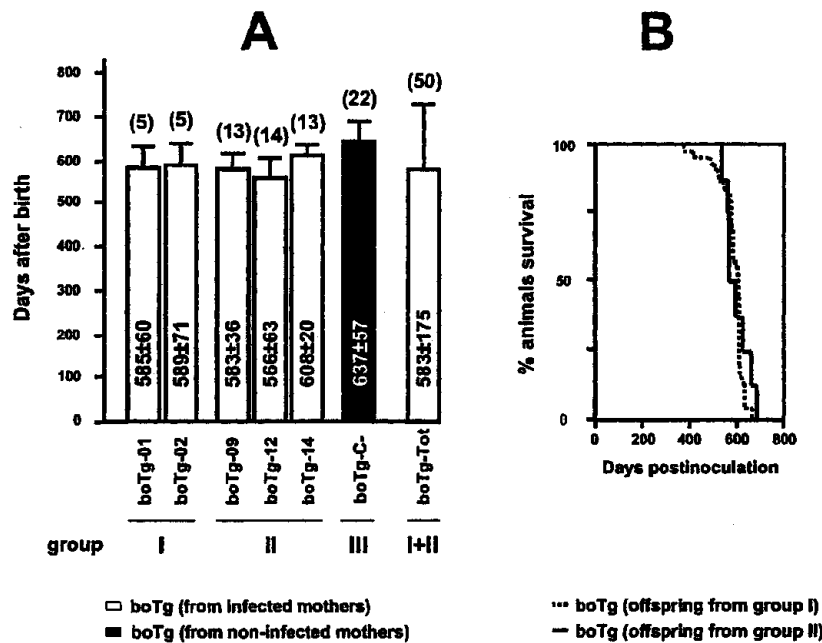 A
B
800
700
600
500
400
300
200
100
0
Days after birth
(5)
(5)
(13)
(14)
(13)
(22)
(50)
585±60
589±71
583±36
566±63
608±20
637±57
583±175
boTg-01
boTg-02
boTg-09
boTg-12
boTg-14
boTg-C-
boTg-Tot
group
I
II
III
I+II
boTg (from infected mothers)
boTg (from non-infected mothers)
100
50
0
% animals survival
0
200
400
600
800
Days postinoculation
boTg (offspring from group I)
boTg (offspring from group II)